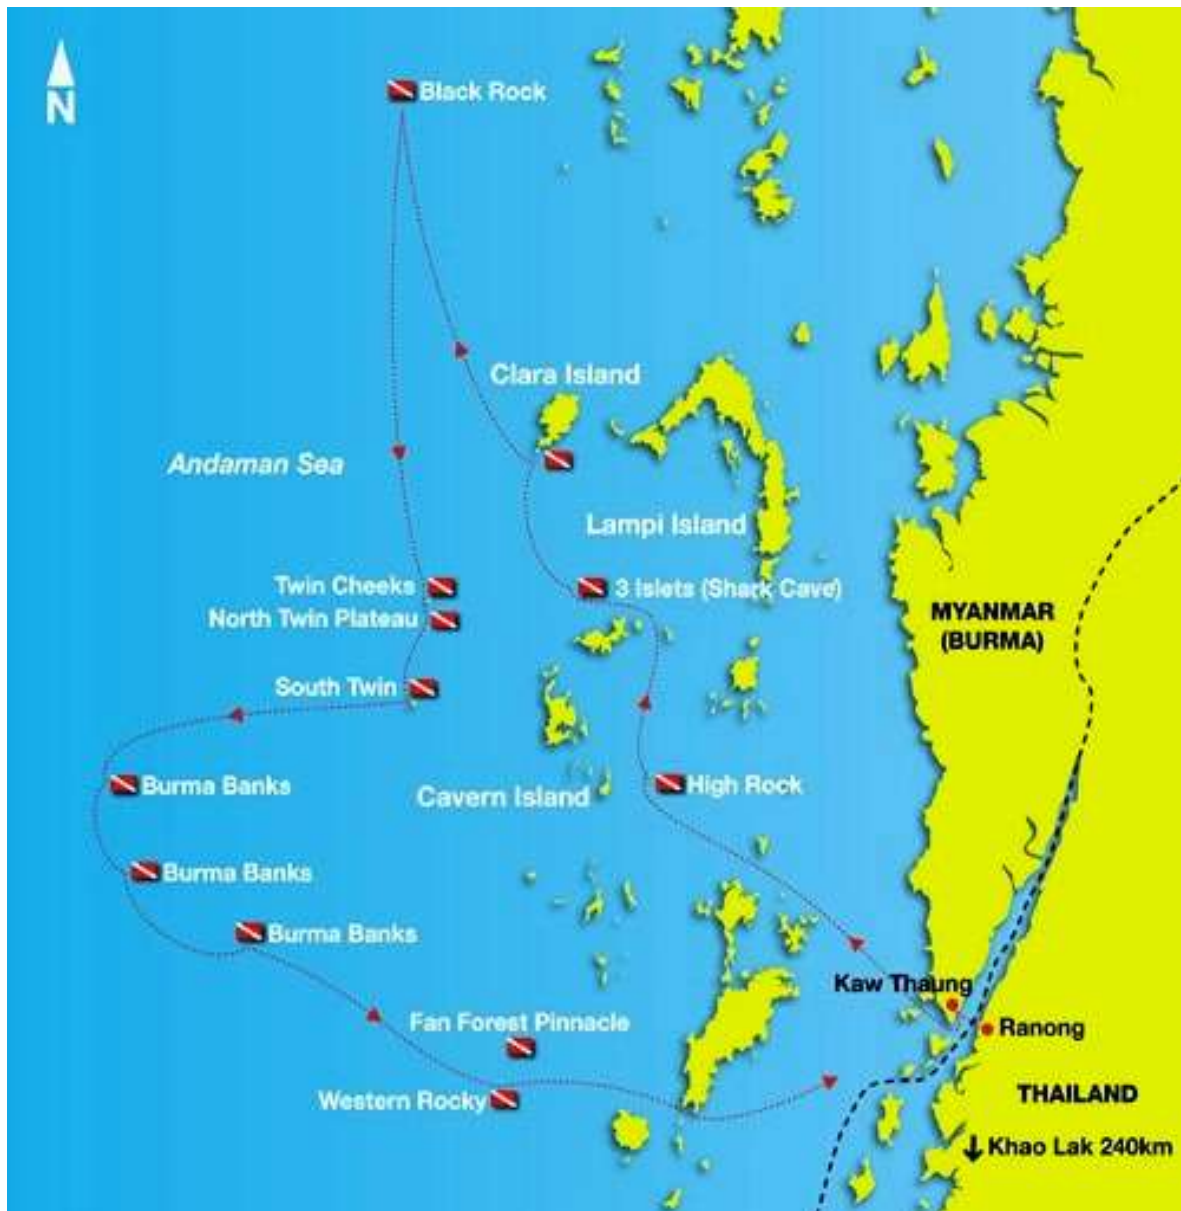 N
Black Rock
Clara Island
Andaman Sea
Lampi Island
Twin Cheeks
3 Islets (Shark Cave)
North Twin Plateau
MYANMAR
(BURMA)
South Twin
Burma Banks
High Rock
Cavern Island
Burma Banks
Burma Banks
Kaw Thaung
Fan Forest Pinnacle
Ranong
Western Rocky
THAILAND
Khao Lak 240km